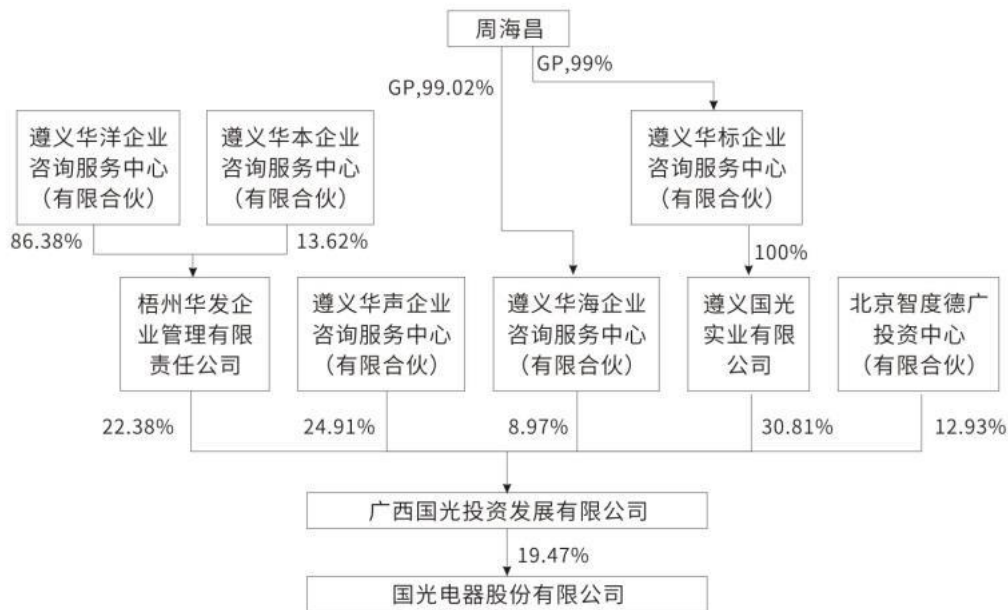 周海昌
GP,99.02%
GP,99%
遵义华洋企业
咨询服务中心
（有限合伙）
遵义华本企业
咨询服务中心
（有限合伙）
遵义华标企业
咨询服务中心
（有限合伙）
86.38%
13.62%
100%
梧州华发企
业管理有限
责任公司
遵义华声企业
咨询服务中心
（有限合伙）
遵义华海企业
咨询服务中心
（有限合伙）
遵义国光
实业有限
公司
北京智度德广
投资中心
（有限合伙）
22.38%
24.91%
8.97%
30.81%
12.93%
广西国光投资发展有限公司
19.47%
国光电器股份有限公司